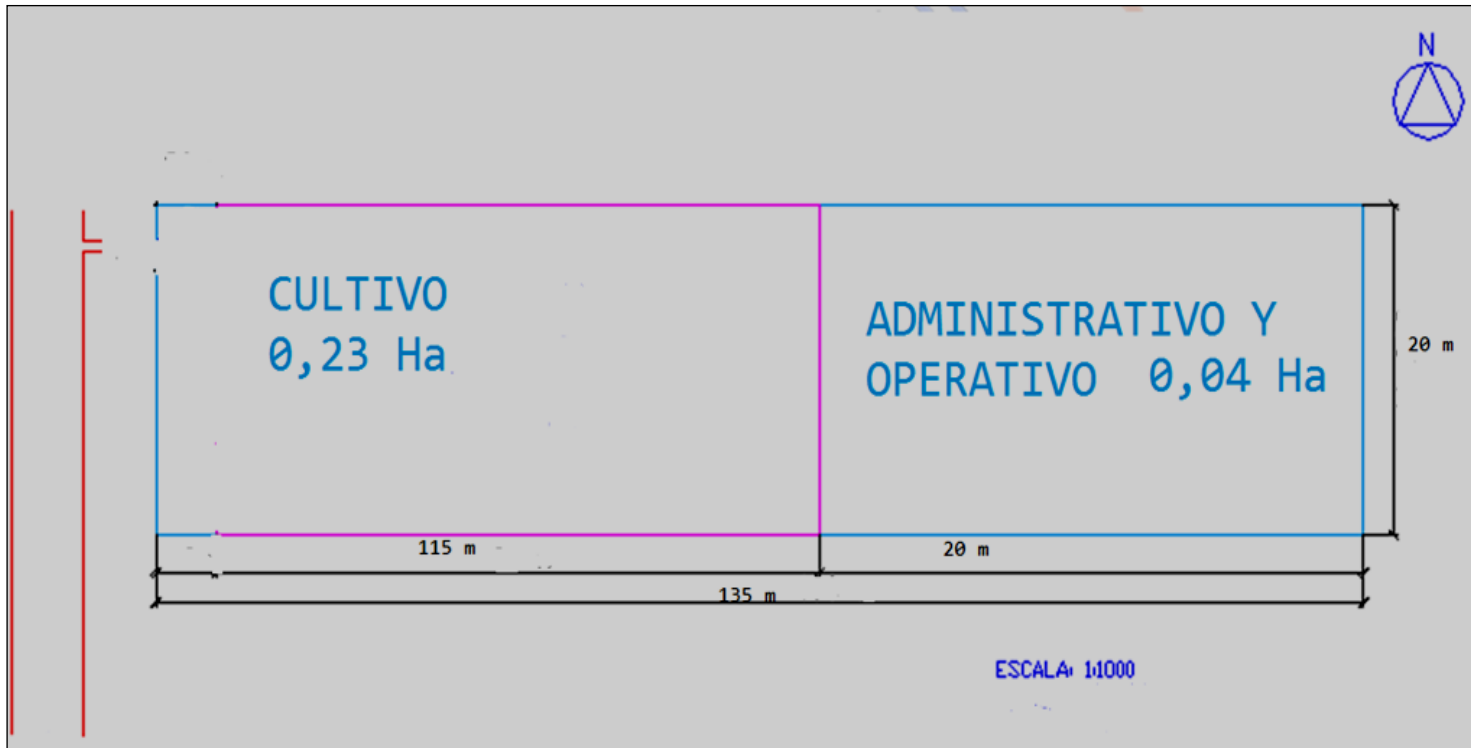 N
CULTIVO
0,23 Ha
ADMINISTRATIVO Y
OPERATIVO 0,04 Ha
20 m
115 m
20 m
135 m
ESCALA: 1:1000